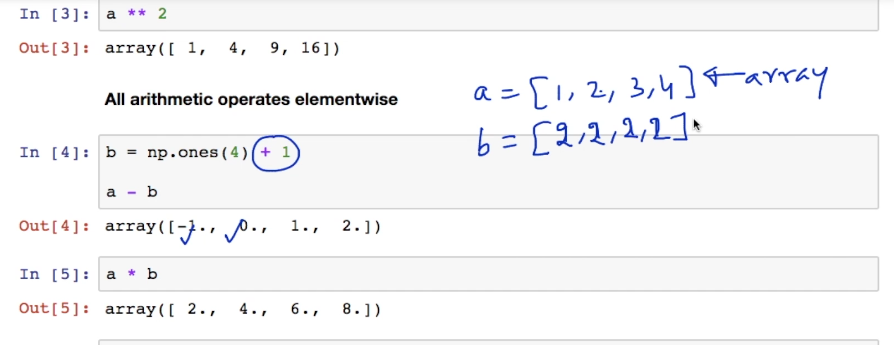 In [3]: a ** 2
Out[3]: array([ 1, 4, 9, 16])
a = [1, 2, 3, 4] ← array
All arithmetic operates elementwise
b = [2, 2, 2, 2]
In [4]: b = np.ones(4) + 1
a - b
Out[4]: array([-1., 0., 1., 2.])
In [5]: a * b
Out[5]: array([ 2., 4., 6., 8.])